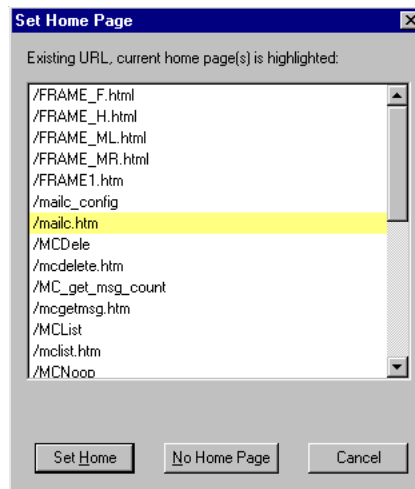 Set Home Page
Existing URL, current home page(s) is highlighted:
/FRAME_F.html
/FRAME_H.html
/FRAME_ML.html
/FRAME_MR.html
/FRAME1.htm
/mailc_config
/mailc.htm
/MCDele
/mcdelete.htm
/MC_get_msg_count
/mcgetmsg.htm
/MCList
/mclist.htm
/MCNoop
Set Home
No Home Page
Cancel